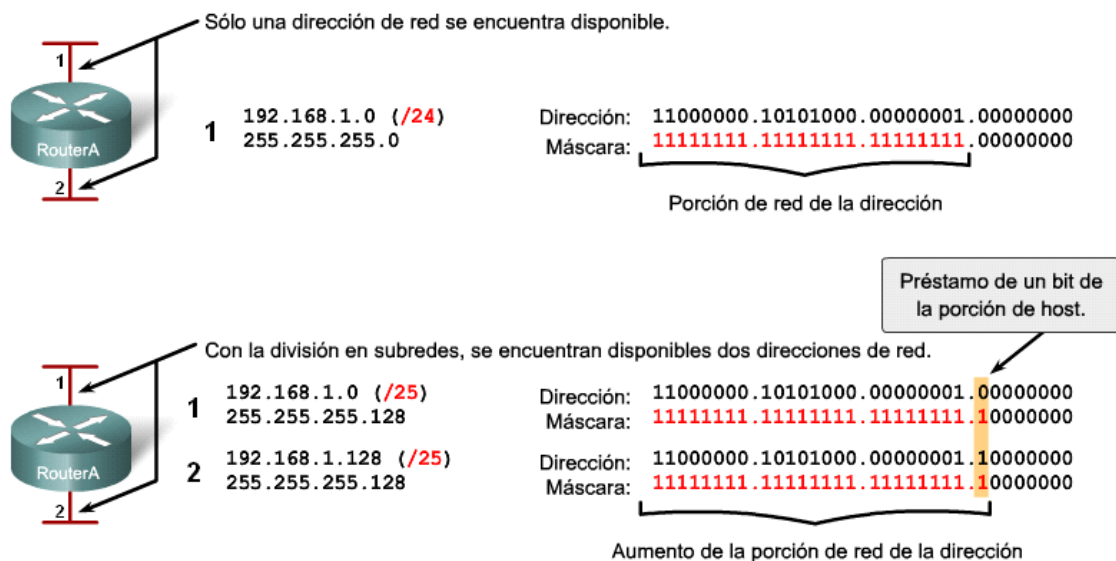 Sólo una dirección de red se encuentra disponible.
1
RouterA
2
1
192.168.1.0 (/24)
255.255.255.0
Dirección: 11000000.10101000.00000001.00000000
Máscara: 11111111.11111111.11111111.00000000
Porción de red de la dirección
Préstamo de un bit de
la porción de host.
Con la división en subredes, se encuentran disponibles dos direcciones de red.
1
RouterA
2
1
192.168.1.0 (/25)
255.255.255.128
Dirección: 11000000.10101000.00000001.00000000
Máscara: 11111111.11111111.11111111.10000000
2
192.168.1.128 (/25)
255.255.255.128
Dirección: 11000000.10101000.00000001.10000000
Máscara: 11111111.11111111.11111111.10000000
Aumento de la porción de red de la dirección